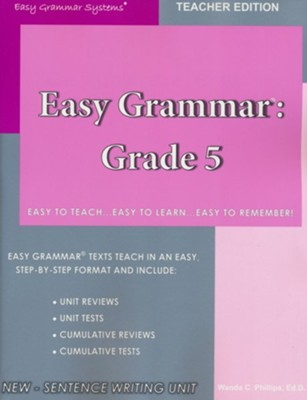 Easy Grammar Systems®
TEACHER EDITION
Easy Grammar®:
Grade 5
EASY TO TEACH...EASY TO LEARN...EASY TO REMEMBER!
EASY GRAMMAR® TEXTS TEACH IN AN EASY,
STEP-BY-STEP FORMAT AND INCLUDE:
• UNIT REVIEWS
• UNIT TESTS
• CUMULATIVE REVIEWS
• CUMULATIVE TESTS
NEW - SENTENCE WRITING UNIT
Wanda C. Phillips, Ed.D.